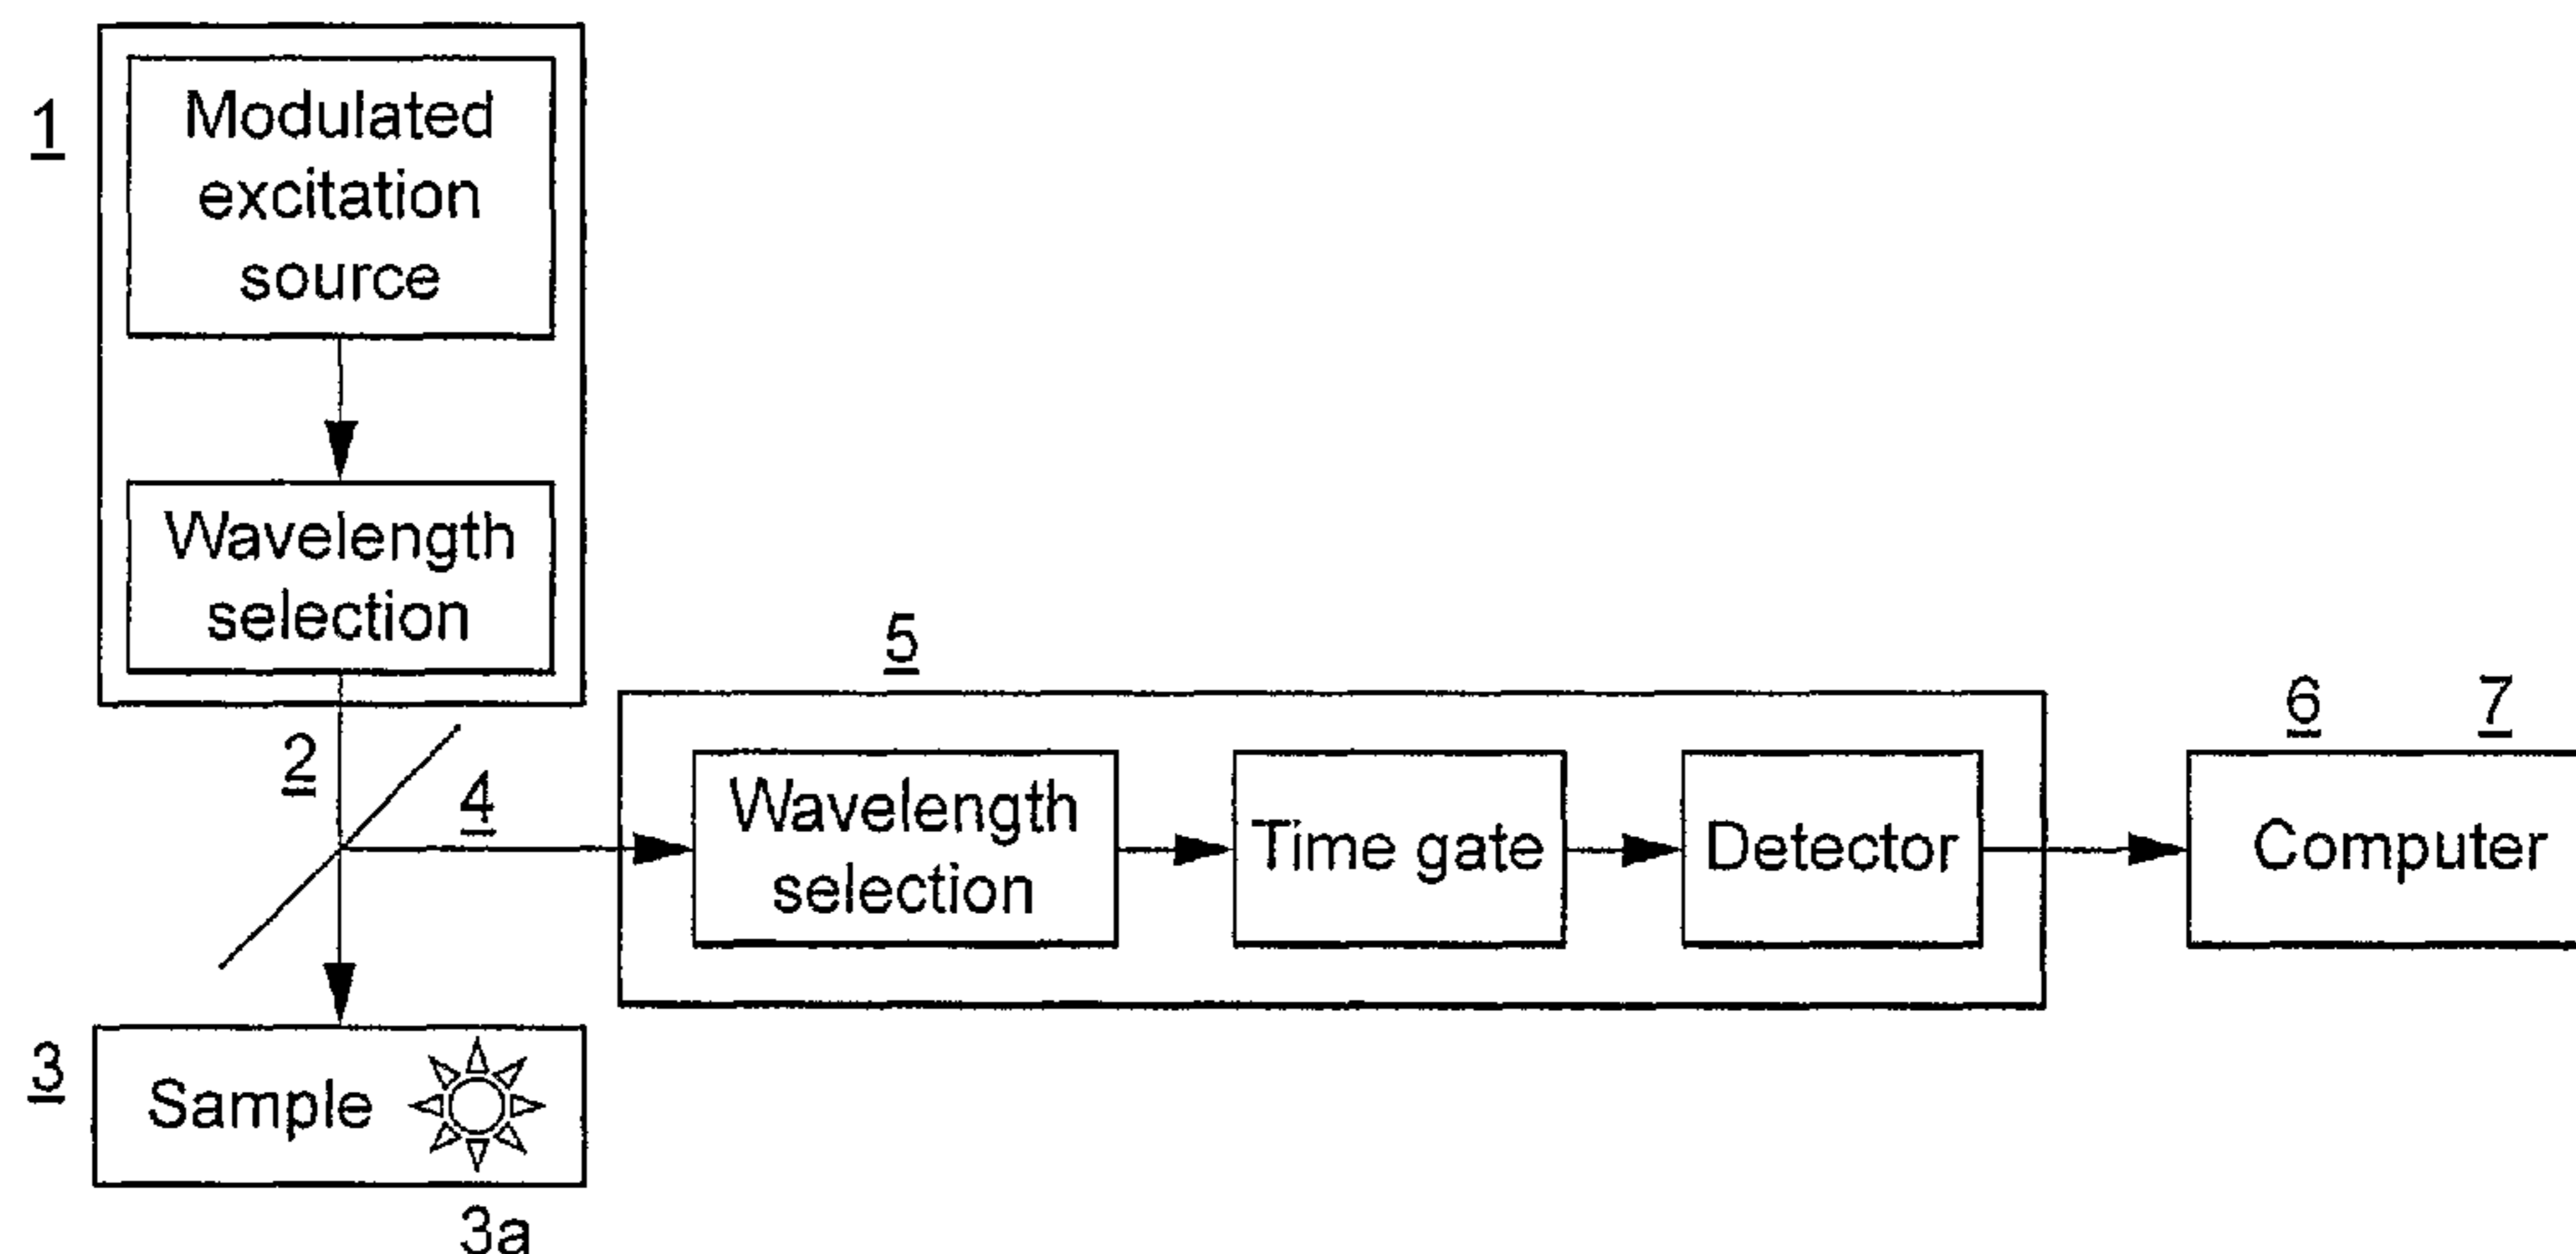 1
Modulated
excitation
source
Wavelength
selection
2
4
5
Wavelength
selection
Time gate
Detector
6 7
Computer
3
Sample
3a